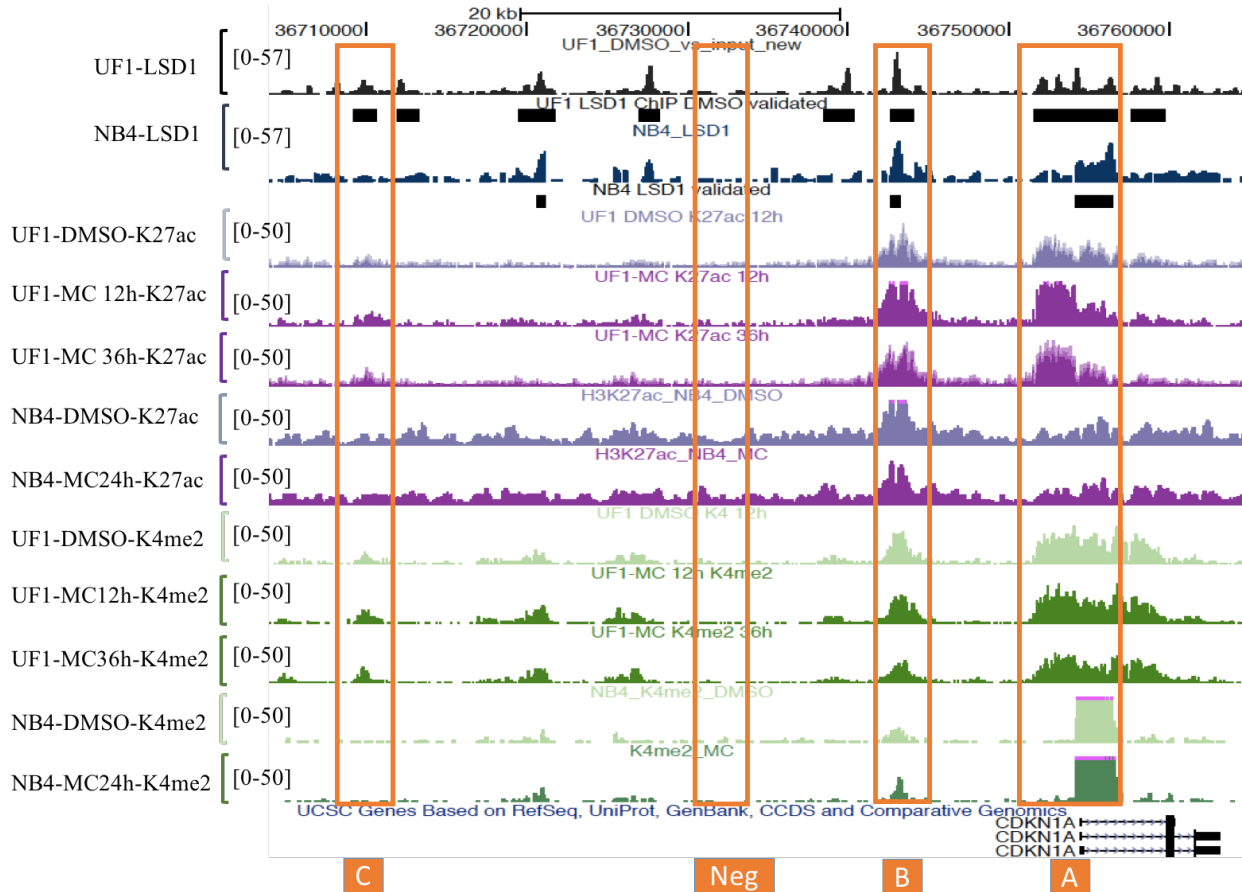 20 kb
36710000 36720000 36730000 36740000 36750000 36760000
UF1_DMSO_vs_input_new
UF1-LSD1 [0-57]
UF1 LSD1 ChIP DMSO validated
NB4-LSD1 [0-57]
NB4_LSD1
NB4 LSD1 validated
UF1 DMSO K27ac 12h
UF1-DMSO-K27ac [0-50]
UF1-MC K27ac 12h
UF1-MC 12h-K27ac [0-50]
UF1-MC K27ac 36h
UF1-MC 36h-K27ac [0-50]
H3K27ac_NB4_DMSO
NB4-DMSO-K27ac [0-50]
H3K27ac_NB4_MC
NB4-MC24h-K27ac [0-50]
UF1 DMSO K4 12h
UF1-DMSO-K4me2 [0-50]
UF1-MC 12h K4me2
UF1-MC12h-K4me2 [0-50]
UF1-MC K4me2 36h
UF1-MC36h-K4me2 [0-50]
NB4_K4me2_DMSO
NB4-DMSO-K4me2 [0-50]
K4me2_MC
NB4-MC24h-K4me2 [0-50]
UCSC Genes Based on RefSeq, UniProt, GenBank, CCDS and Comparative Genomics
CDKN1A
CDKN1A
CDKN1A
C Neg B A